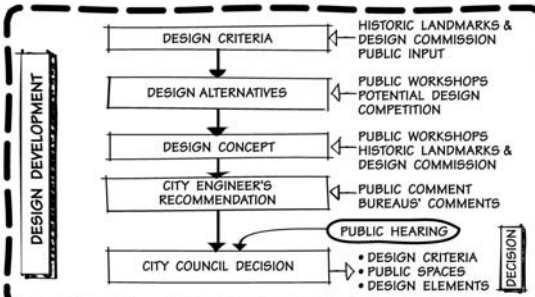 DESIGN DEVELOPMENT
DESIGN CRITERIA
HISTORIC LANDMARKS &
DESIGN COMMISSION
PUBLIC INPUT
DESIGN ALTERNATIVES
PUBLIC WORKSHOPS
POTENTIAL DESIGN
COMPETITION
DESIGN CONCEPT
PUBLIC WORKSHOPS
HISTORIC LANDMARKS &
DESIGN COMMISSION
CITY ENGINEER'S
RECOMMENDATION
PUBLIC COMMENT
BUREAUS' COMMENTS
PUBLIC HEARING
CITY COUNCIL DECISION
• DESIGN CRITERIA
• PUBLIC SPACES
• DESIGN ELEMENTS
DECISION